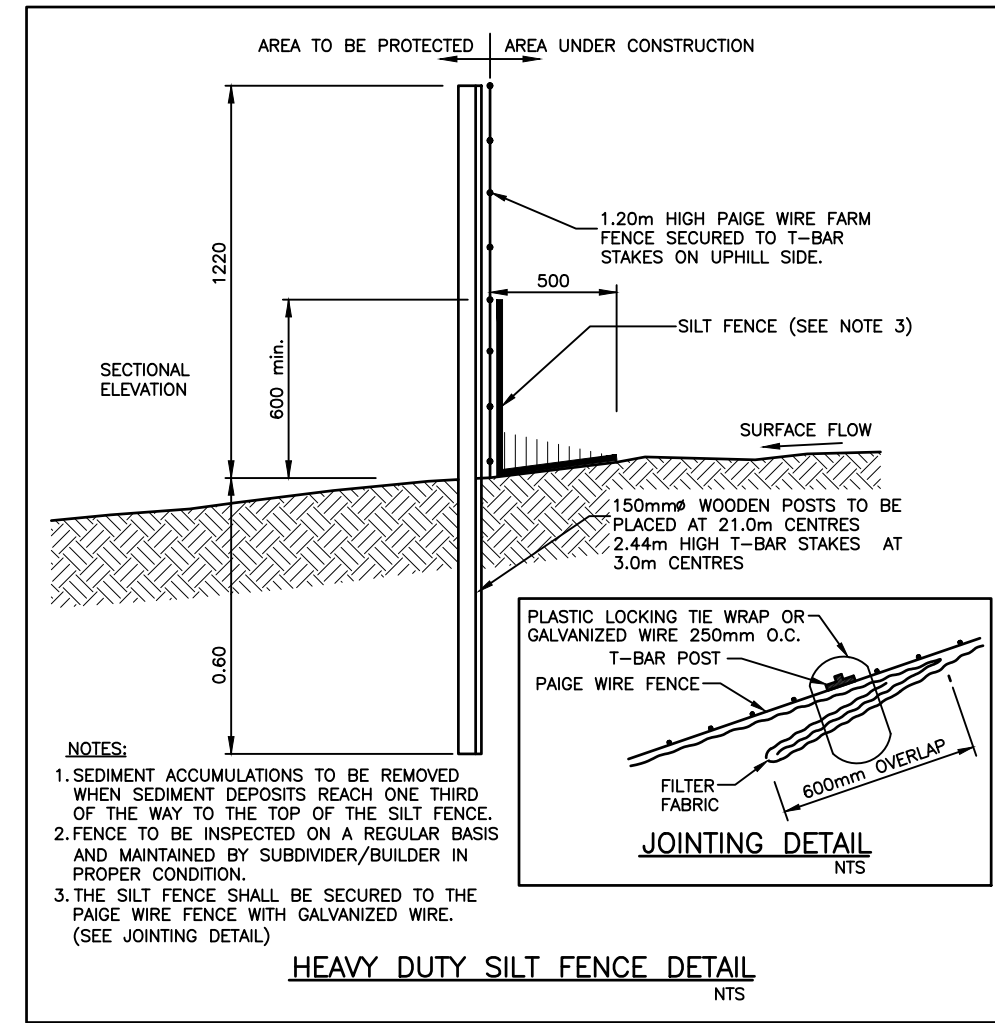 AREA TO BE PROTECTED
AREA UNDER CONSTRUCTION
1220
1.20m HIGH PAIGE WIRE FARM
FENCE SECURED TO T-BAR
STAKES ON UPHILL SIDE.
500
SILT FENCE (SEE NOTE 3)
600 min.
SECTIONAL
ELEVATION
SURFACE FLOW
150mmø WOODEN POSTS TO BE
PLACED AT 21.0m CENTRES
2.44m HIGH T-BAR STAKES AT
3.0m CENTRES
0.60
PLASTIC LOCKING TIE WRAP OR
GALVANIZED WIRE 250mm O.C.
T-BAR POST
PAIGE WIRE FENCE
FILTER
FABRIC
600mm OVERLAP
JOINTING DETAIL
NTS
NOTES:
1. SEDIMENT ACCUMULATIONS TO BE REMOVED
WHEN SEDIMENT DEPOSITS REACH ONE THIRD
OF THE WAY TO THE TOP OF THE SILT FENCE.
2. FENCE TO BE INSPECTED ON A REGULAR BASIS
AND MAINTAINED BY SUBDIVIDER/BUILDER IN
PROPER CONDITION.
3. THE SILT FENCE SHALL BE SECURED TO THE
PAIGE WIRE FENCE WITH GALVANIZED WIRE.
(SEE JOINTING DETAIL)
HEAVY DUTY SILT FENCE DETAIL
NTS